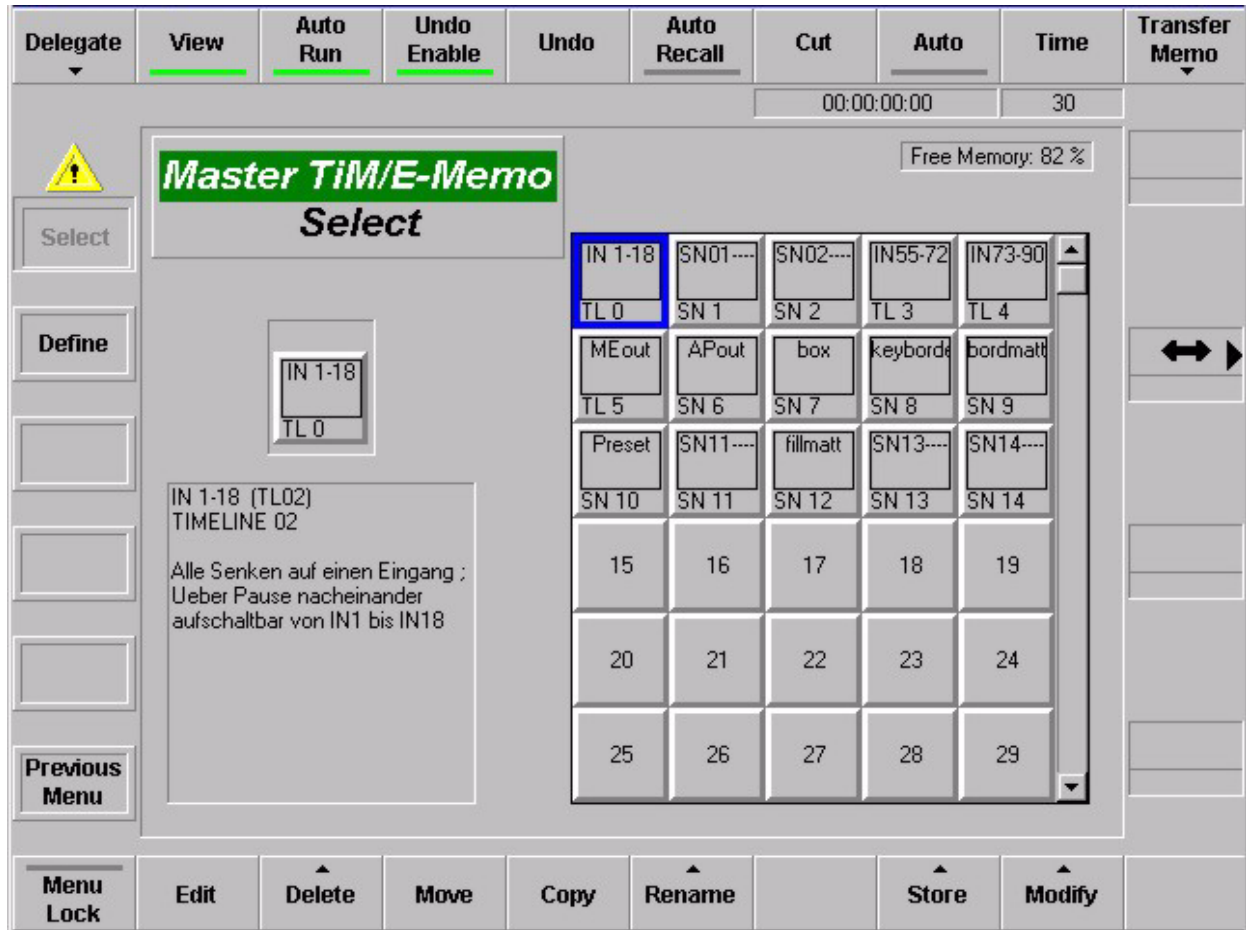 Delegate View Auto Run Undo Enable Undo Auto Recall Cut Auto Time Transfer Memo
00:00:00:00 30
Master TiM/E-Memo
Select
Free Memory: 82 %
Select
Define
Previous Menu
IN 1-18
TL 0
IN 1-18 (TL02)
TIMELINE 02
Alle Senken auf einen Eingang ;
Ueber Pause nacheinander
aufschaltbar von IN1 bis IN18
IN 1-18 SN01---- SN02---- IN55-72 IN73-90
TL 0 SN 1 SN 2 TL 3 TL 4
MEout APout box keyborde bordmatt
TL 5 SN 6 SN 7 SN 8 SN 9
Preset SN11---- fillmatt SN13---- SN14----
SN 10 SN 11 SN 12 SN 13 SN 14
15 16 17 18 19
20 21 22 23 24
25 26 27 28 29
Menu Lock Edit Delete Move Copy Rename Store Modify